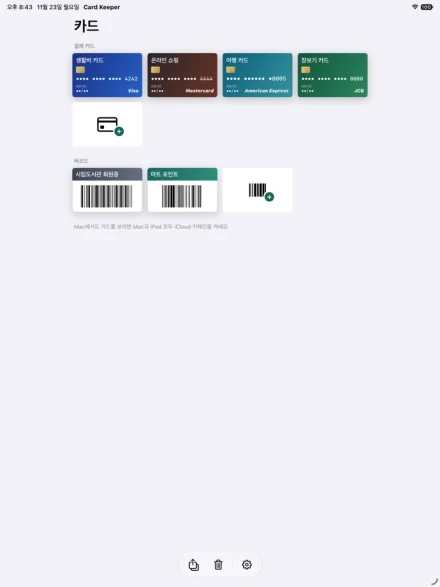 오후 8:43 11월 23일 월요일 Card Keeper
100
카드
결제 카드
생활비 카드
•••• •••• •••• 4242
••/••
Visa
온라인 쇼핑
•••• •••• •••• 4444
••/••
Mastercard
여행 카드
•••• •••••• •0005
••/••
American Express
장보기 카드
•••• •••• •••• 0000
••/••
JCB
바코드
시립도서관 회원증
마트 포인트
Mac에서도 카드를 보려면 Mac과 iPad 모두 iCloud 키체인을 켜세요.